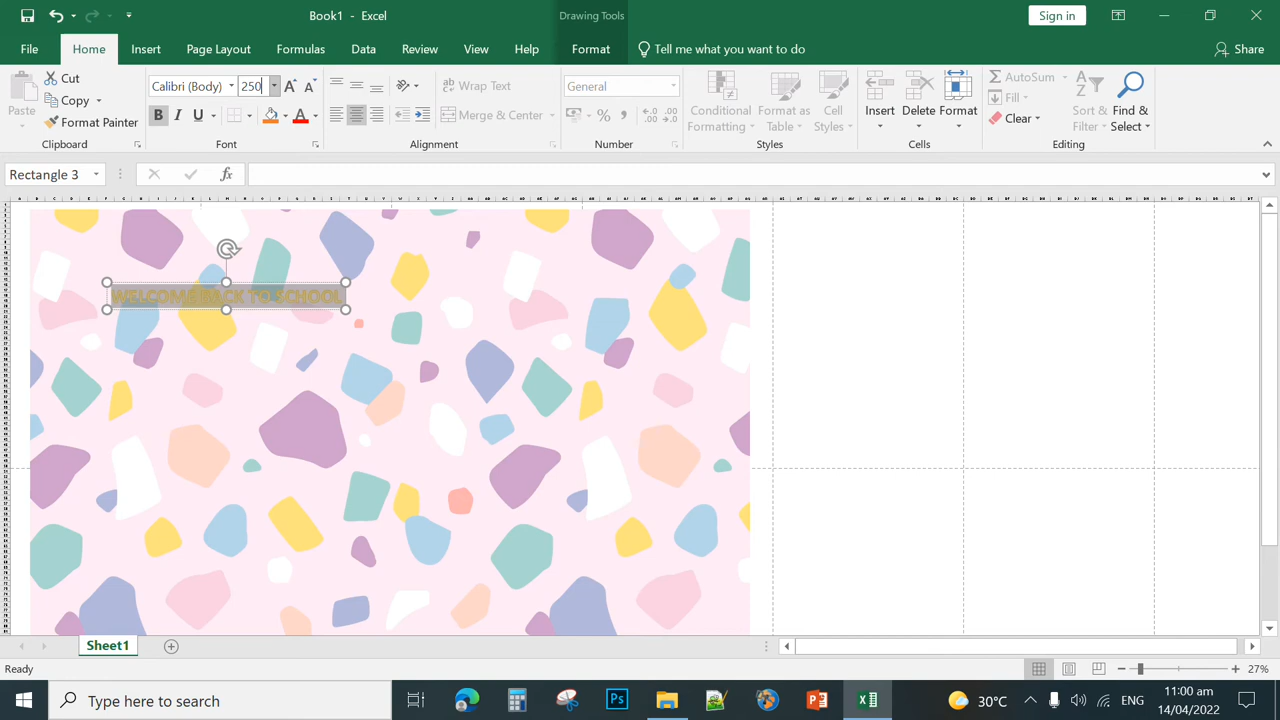 Book1 - Excel
Drawing Tools
Sign in
File
Home
Insert
Page Layout
Formulas
Data
Review
View
Help
Format
Tell me what you want to do
Share
Paste
Cut
Copy
Format Painter
Clipboard
Calibri (Body)
250
B I U
A
Font
Wrap Text
Merge & Center
Alignment
General
%
Number
Conditional Formatting
Format as Table
Cell Styles
Styles
Insert
Delete
Format
Cells
AutoSum
Fill
Clear
Sort & Filter
Find & Select
Editing
Rectangle 3
fx
WELCOME BACK TO SCHOOL
Sheet1
Ready
27%
Type here to search
30°C
ENG
11:00 am
14/04/2022